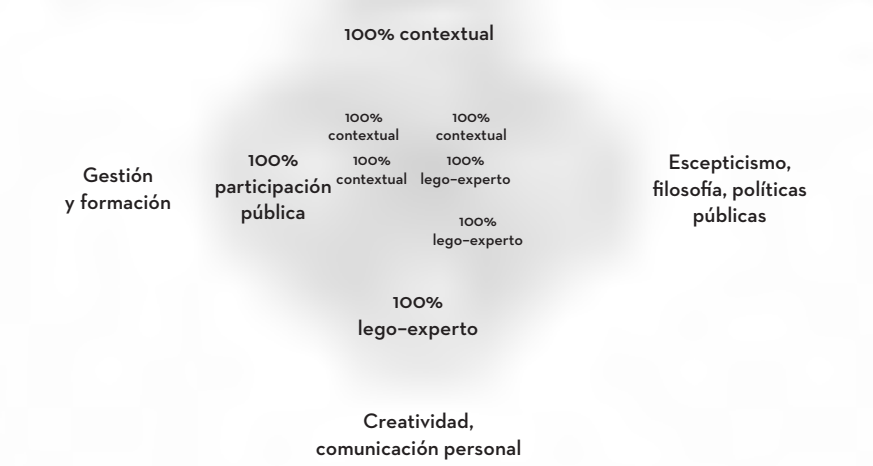 100% contextual
100%
contextual
100%
contextual
100%
contextual
100%
lego-experto
100%
participación
pública
Gestión
y formación
Escepticismo,
filosofía, políticas
públicas
100%
lego-experto
100%
lego-experto
Creatividad,
comunicación personal